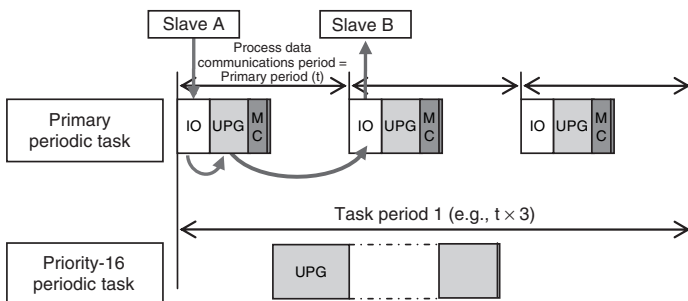 Slave A
Slave B
Process data
communications period =
Primary period (t)
Primary
periodic task
IO
UPG
M
C
IO
UPG
M
C
IO
UPG
M
C
Task period 1 (e.g., t × 3)
Priority-16
periodic task
UPG